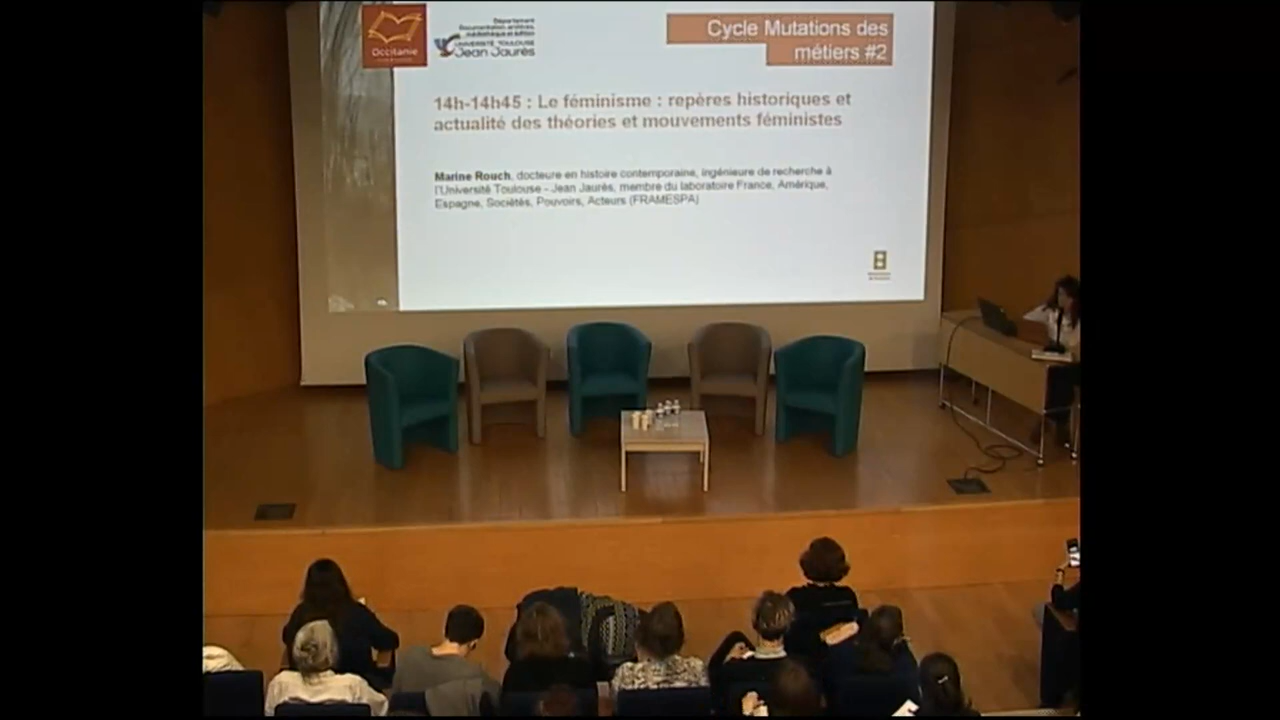 Occitanie
Département
Documentation, archives,
médiathèque et édition
UNIVERSITÉ TOULOUSE
Jean Jaurès
Cycle Mutations des
métiers #2
14h-14h45 : Le féminisme : repères historiques et
actualité des théories et mouvements féministes
Marine Rouch, docteure en histoire contemporaine, ingénieure de recherche à
l'Université Toulouse - Jean Jaurès, membre du laboratoire France, Amérique,
Espagne, Sociétés, Pouvoirs, Acteurs (FRAMESPA)